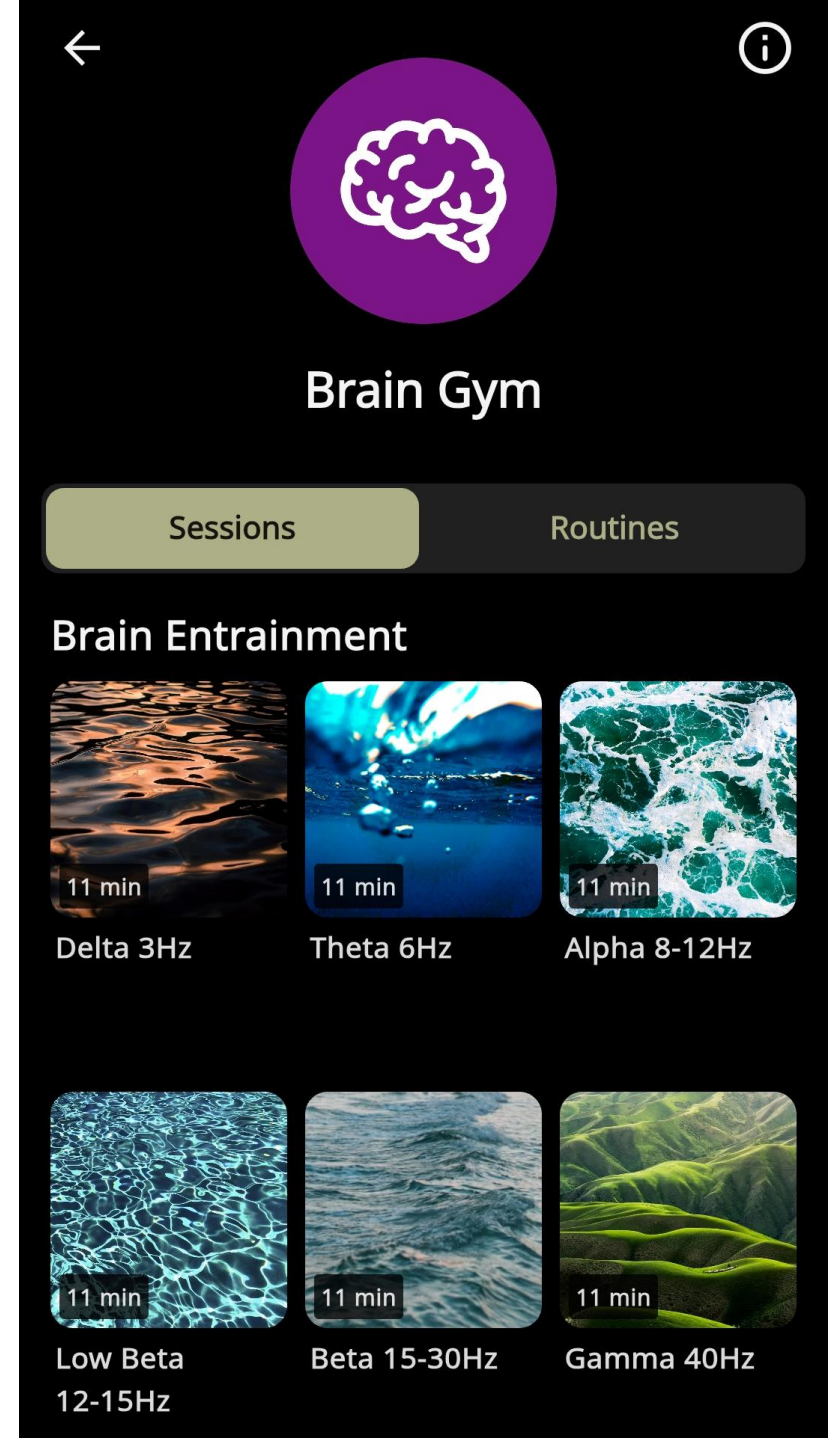 Brain Gym
Sessions
Routines
Brain Entrainment
11 min
11 min
11 min
Delta 3Hz
Theta 6Hz
Alpha 8-12Hz
11 min
11 min
11 min
Low Beta
12-15Hz
Beta 15-30Hz
Gamma 40Hz